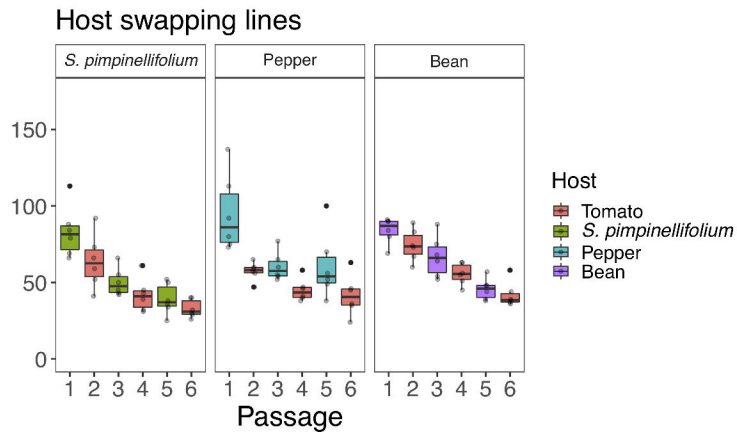 Host swapping lines
S. pimpinellifolium Pepper Bean
150
100
50
0
1 2 3 4 5 6 1 2 3 4 5 6 1 2 3 4 5 6
Passage
Host
Tomato
S. pimpinellifolium
Pepper
Bean